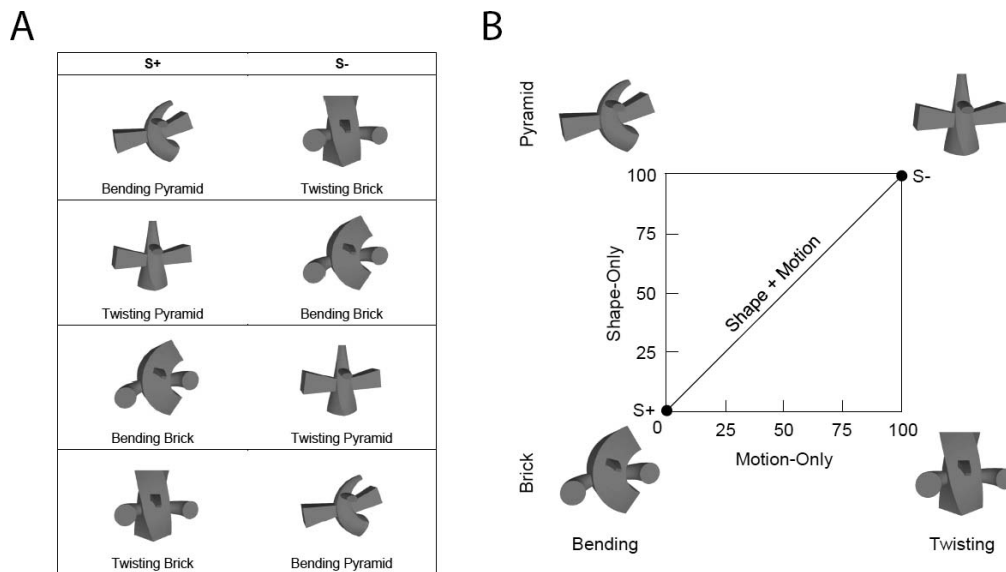 A
S+ S-
Bending Pyramid Twisting Brick
Twisting Pyramid Bending Brick
Bending Brick Twisting Pyramid
Twisting Brick Bending Pyramid
B
Pyramid
100
S-
75
Shape-Only
Shape + Motion
50
25
S+
0 25 50 75 100
Motion-Only
Brick
Bending Twisting